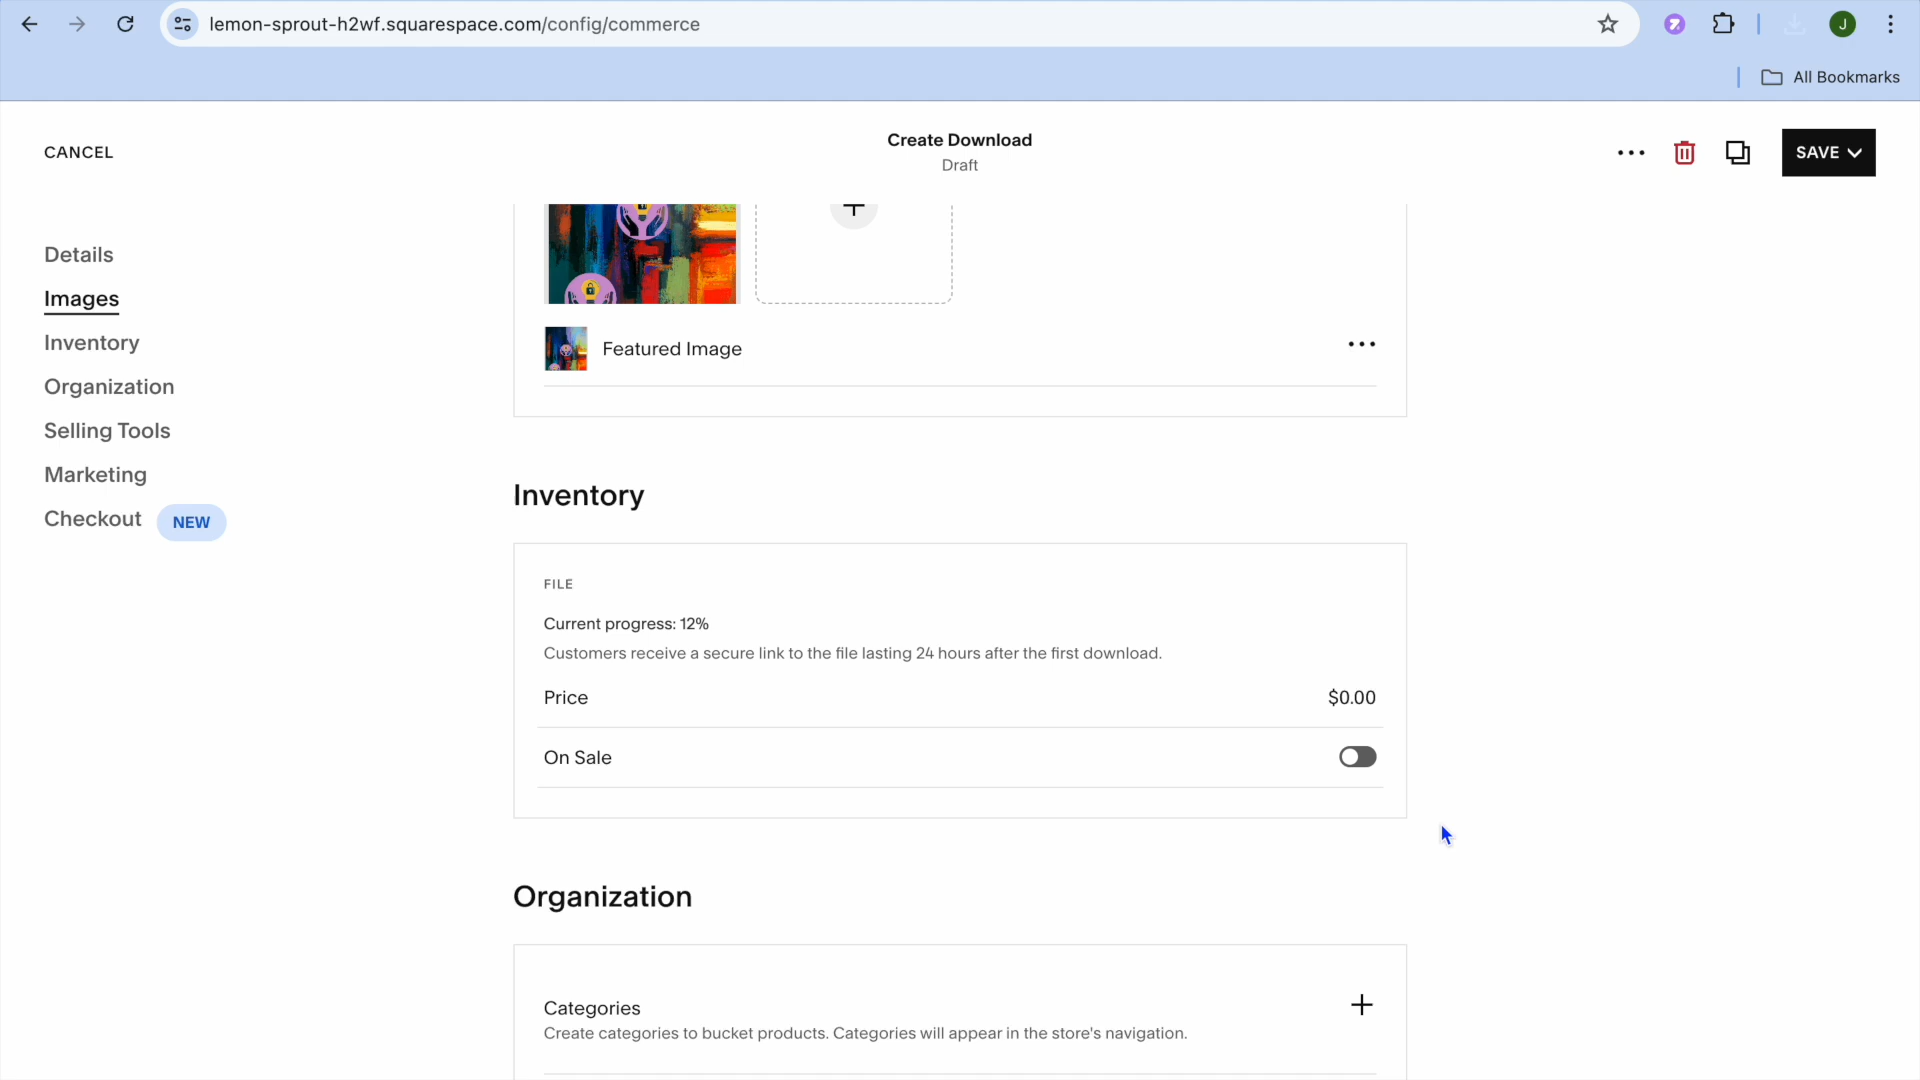 lemon-sprout-h2wf.squarespace.com/config/commerce
J
All Bookmarks
CANCEL
Create Download
Draft
SAVE
Details
Images
Inventory
Organization
Selling Tools
Marketing
Checkout NEW
Featured Image
Inventory
FILE
Current progress: 12%
Customers receive a secure link to the file lasting 24 hours after the first download.
Price $0.00
On Sale
Organization
Categories
Create categories to bucket products. Categories will appear in the store's navigation.